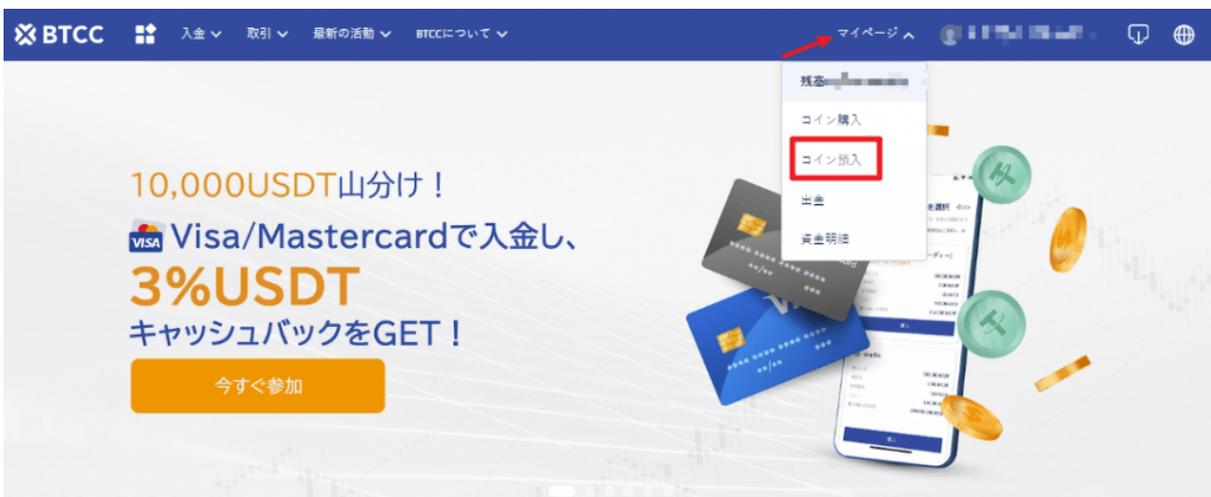 BTCC
入金
取引
最新の活動
BTCCについて
マイページ
残高
コイン購入
コイン預入
出金
資金明細
10,000USDT山分け！
VISA Visa/Mastercardで入金し、
3%USDT
キャッシュバックをGET！
今すぐ参加